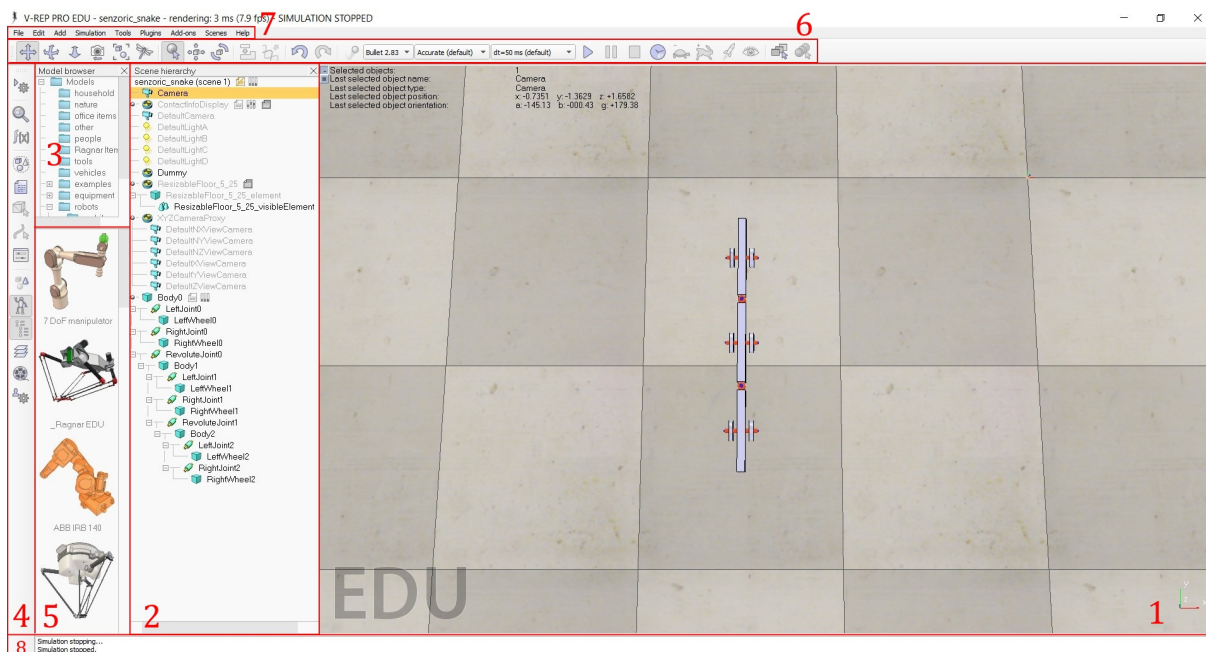 V-REP PRO EDU - senzoric_snake - rendering: 3 ms (7.9 fps) - SIMULATION STOPPED
7
6
File Edit Add Simulation Tools Plugins Add-ons Scenes Help
Bullet 2.83 Accurate (default) dt=50 ms (default)
Model browser
Models
household
nature
office items
other
people
Ragnar Iten
tools
vehicles
examples
equipment
robots
3
7 DoF manipulator
_Ragnar EDU
ABB IRB 140
4
5
Scene hierarchy
senzoric_snake (scene 1)
Camera
ContactInfoDisplay
DefaultCamera
DefaultLightA
DefaultLightB
DefaultLightC
DefaultLightD
Dummy
ResizableFloor_5_25
ResizableFloor_5_25_element
ResizableFloor_5_25_visibleElement
XYZCameraProxy
DefaultNXViewCamera
DefaultNYViewCamera
DefaultNZViewCamera
DefaultXViewCamera
DefaultYViewCamera
DefaultZViewCamera
Body0
LeftJoint0
LeftWheel0
RightJoint0
RightWheel0
RevoluteJoint0
Body1
LeftJoint1
LeftWheel1
RightJoint1
RightWheel1
RevoluteJoint1
Body2
LeftJoint2
LeftWheel2
RightJoint2
RightWheel2
2
Selected objects: 1
Last selected object name: Camera
Last selected object type: Camera
Last selected object position: x: -0.7351 y: -1.3629 z: +1.6582
Last selected object orientation: a: -145.13 b: -000.43 g: +179.38
EDU
1
8
Simulation stopping...
Simulation stopped.